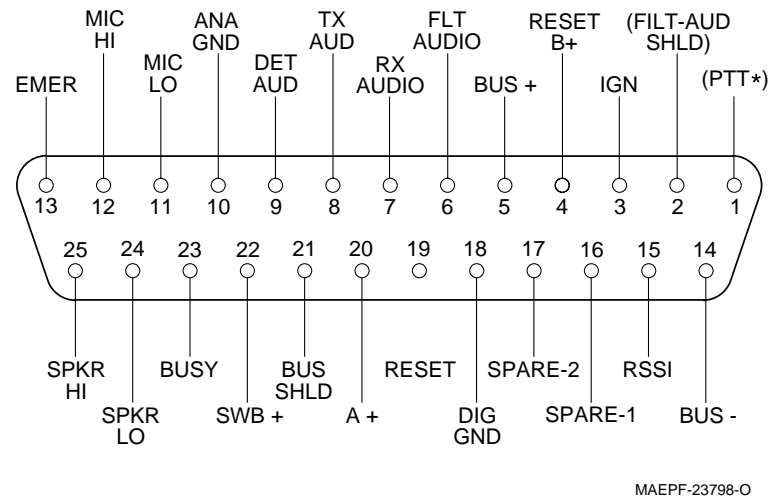 MIC
HI
ANA
GND
TX
AUD
FLT
AUDIO
RESET
B+
(FILT-AUD
SHLD)
EMER
MIC
LO
DET
AUD
RX
AUDIO
BUS +
IGN
(PTT*)
13 12 11 10 9 8 7 6 5 4 3 2 1
25 24 23 22 21 20 19 18 17 16 15 14
SPKR
HI
BUSY
BUS
SHLD
RESET
SPARE-2
RSSI
SPKR
LO
SWB +
A +
DIG
GND
SPARE-1
BUS -
MAEPF-23798-O